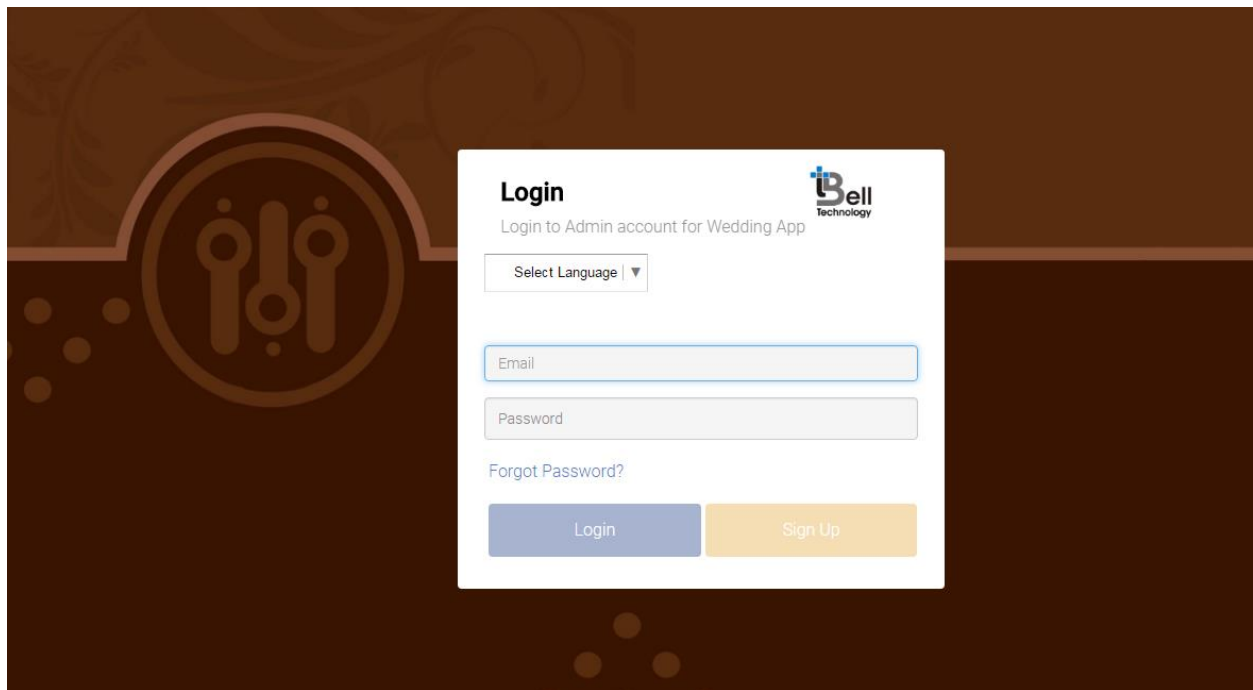 Login
Bell
Technology
Login to Admin account for Wedding App
Select Language
Email
Password
Forgot Password?
Login
Sign Up